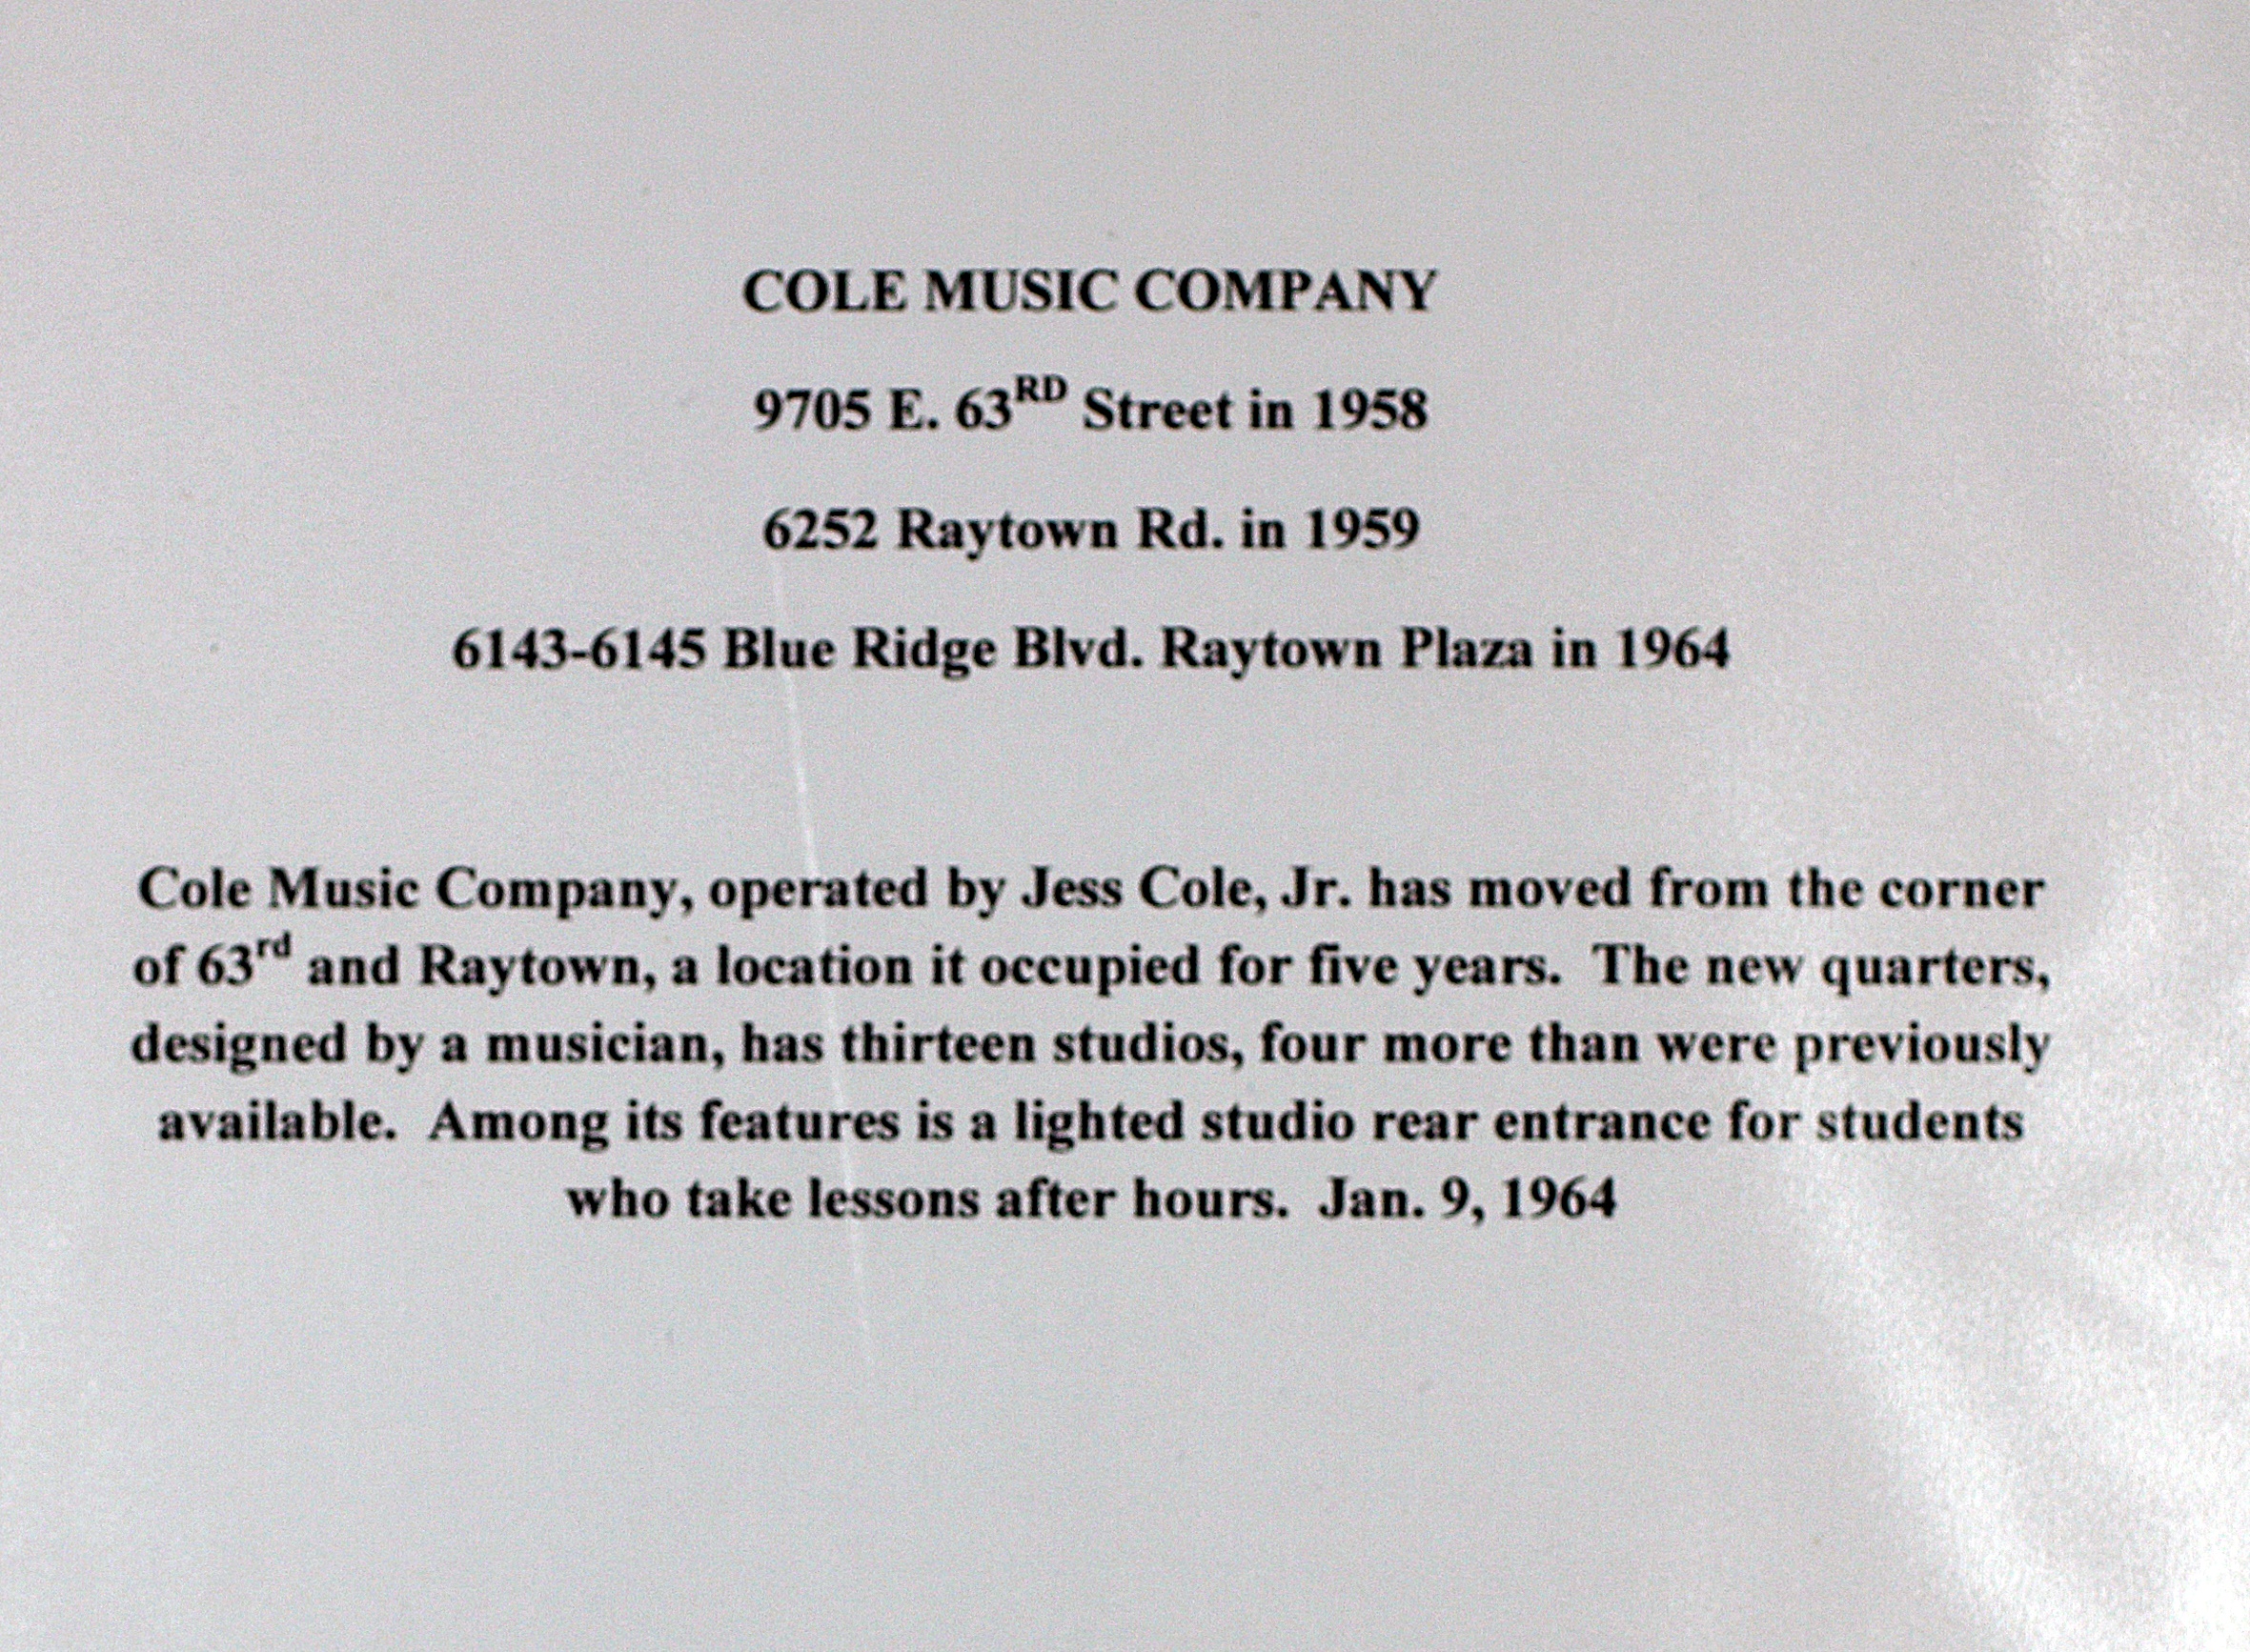 COLE MUSIC COMPANY
9705 E. 63RD Street in 1958
6252 Raytown Rd. in 1959
6143-6145 Blue Ridge Blvd. Raytown Plaza in 1964
Cole Music Company, operated by Jess Cole, Jr. has moved from the corner
of 63rd and Raytown, a location it occupied for five years. The new quarters,
designed by a musician, has thirteen studios, four more than were previously
available. Among its features is a lighted studio rear entrance for students
who take lessons after hours. Jan. 9, 1964